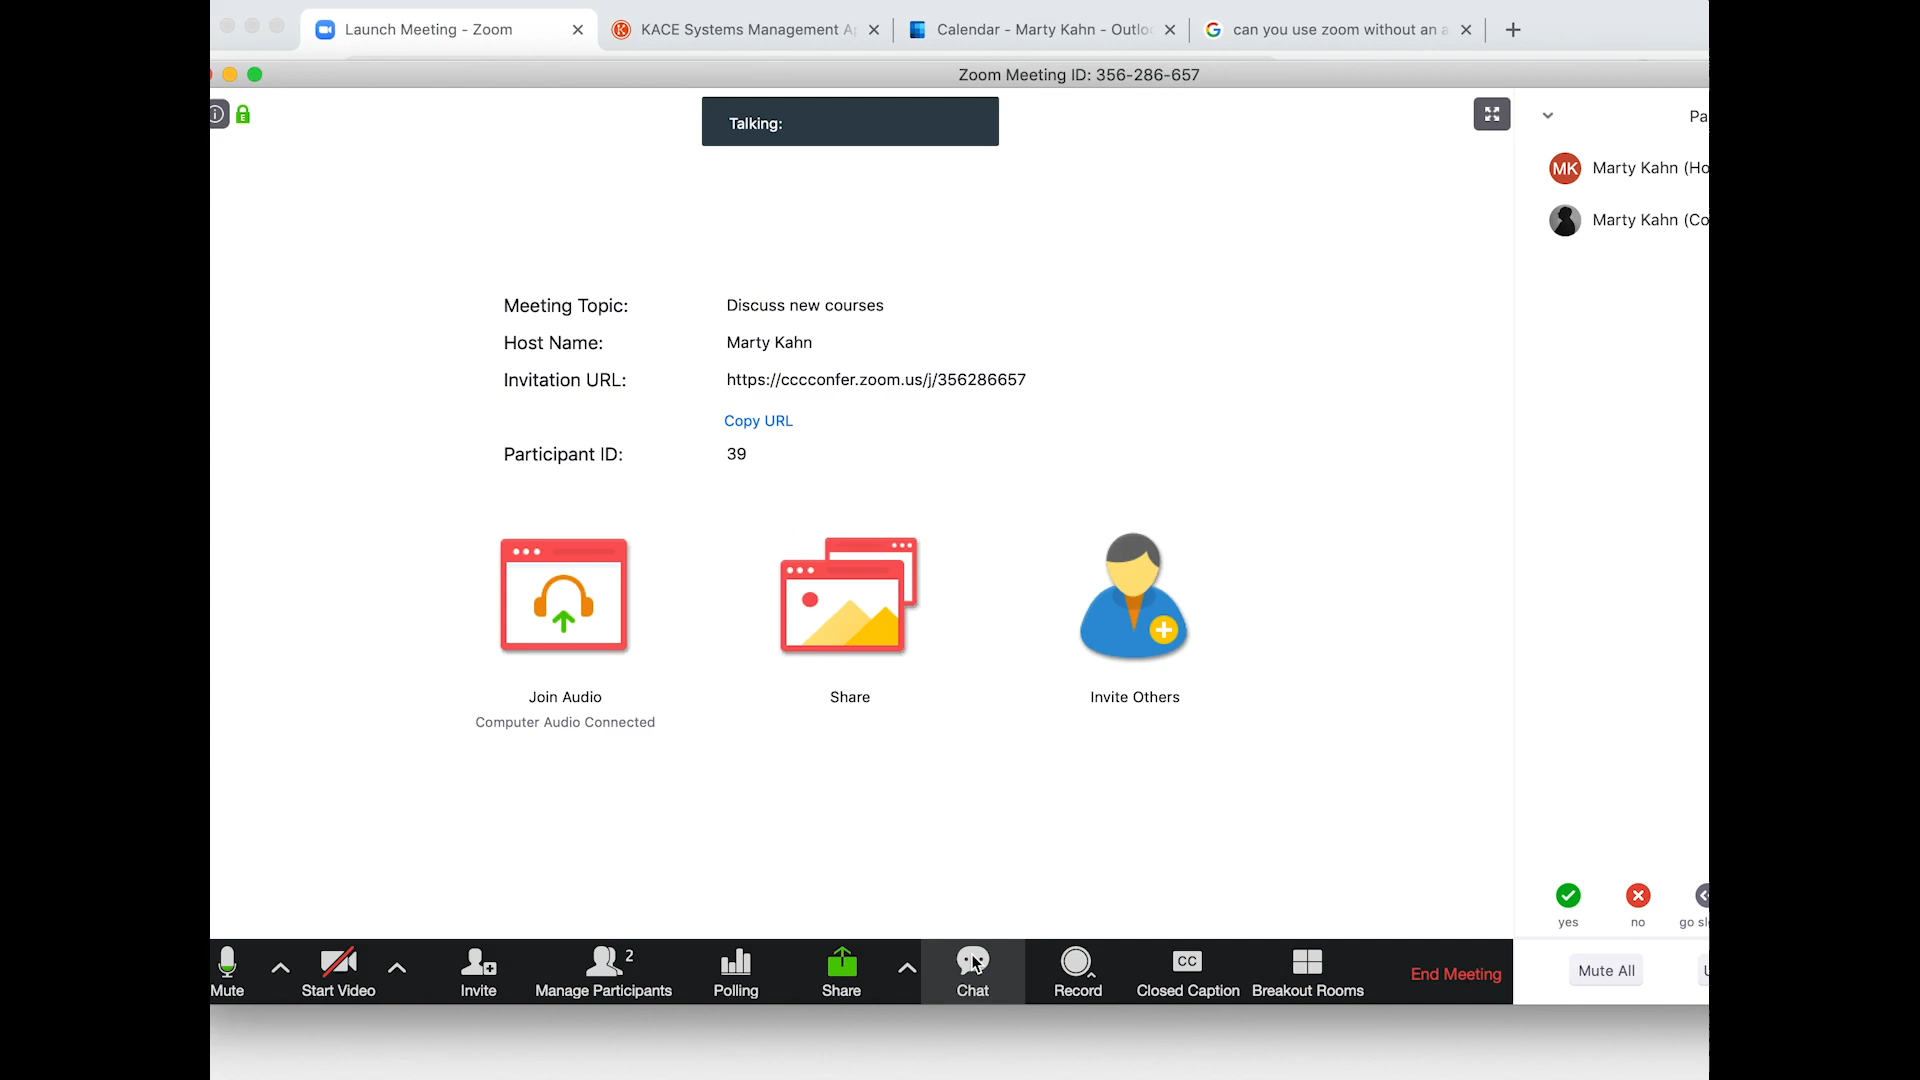 Launch Meeting - Zoom
KACE Systems Management A
Calendar - Marty Kahn - Outlo
can you use zoom without an a
Zoom Meeting ID: 356-286-657
Talking:
Pa
MK Marty Kahn (Ho
Marty Kahn (Co
Meeting Topic: Discuss new courses
Host Name: Marty Kahn
Invitation URL: https://cccconfer.zoom.us/j/356286657
Copy URL
Participant ID: 39
Join Audio
Computer Audio Connected
Share
Invite Others
yes
no
go sl
Mute
Start Video
Invite
2
Manage Participants
Polling
Share
Chat
Record
CC
Closed Caption
Breakout Rooms
End Meeting
Mute All